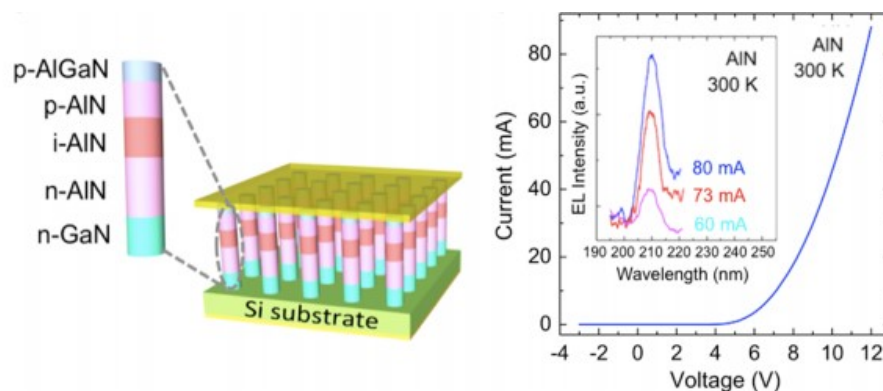 p-AlGaN
p-AlN
i-AlN
n-AlN
n-GaN
Si substrate
Current (mA)
80
60
40
20
0
-4 -2 0 2 4 6 8 10 12
Voltage (V)
AlN
300 K
EL Intensity (a.u.)
AlN
300 K
80 mA
73 mA
60 mA
190 200 210 220 230 240 250
Wavelength (nm)